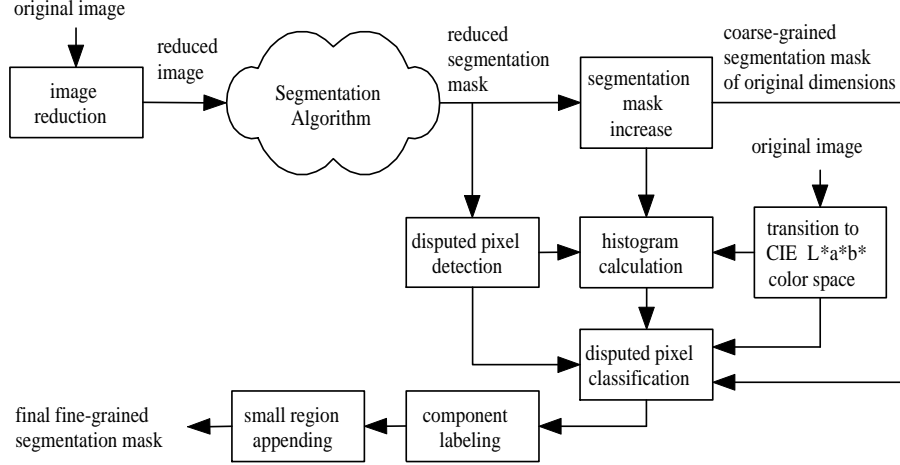 original image
reduced
image
image
reduction
Segmentation
Algorithm
reduced
segmentation
mask
segmentation
mask
increase
coarse-grained
segmentation mask
of original dimensions
original image
disputed pixel
detection
histogram
calculation
transition to
CIE L*a*b*
color space
disputed pixel
classification
final fine-grained
segmentation mask
small region
appending
component
labeling